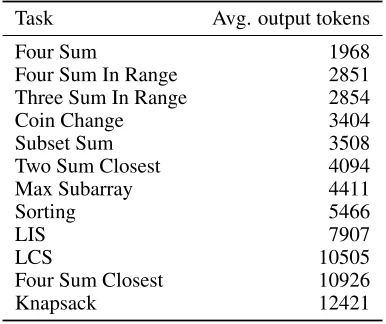 Task Avg. output tokens
Four Sum 1968
Four Sum In Range 2851
Three Sum In Range 2854
Coin Change 3404
Subset Sum 3508
Two Sum Closest 4094
Max Subarray 4411
Sorting 5466
LIS 7907
LCS 10505
Four Sum Closest 10926
Knapsack 12421